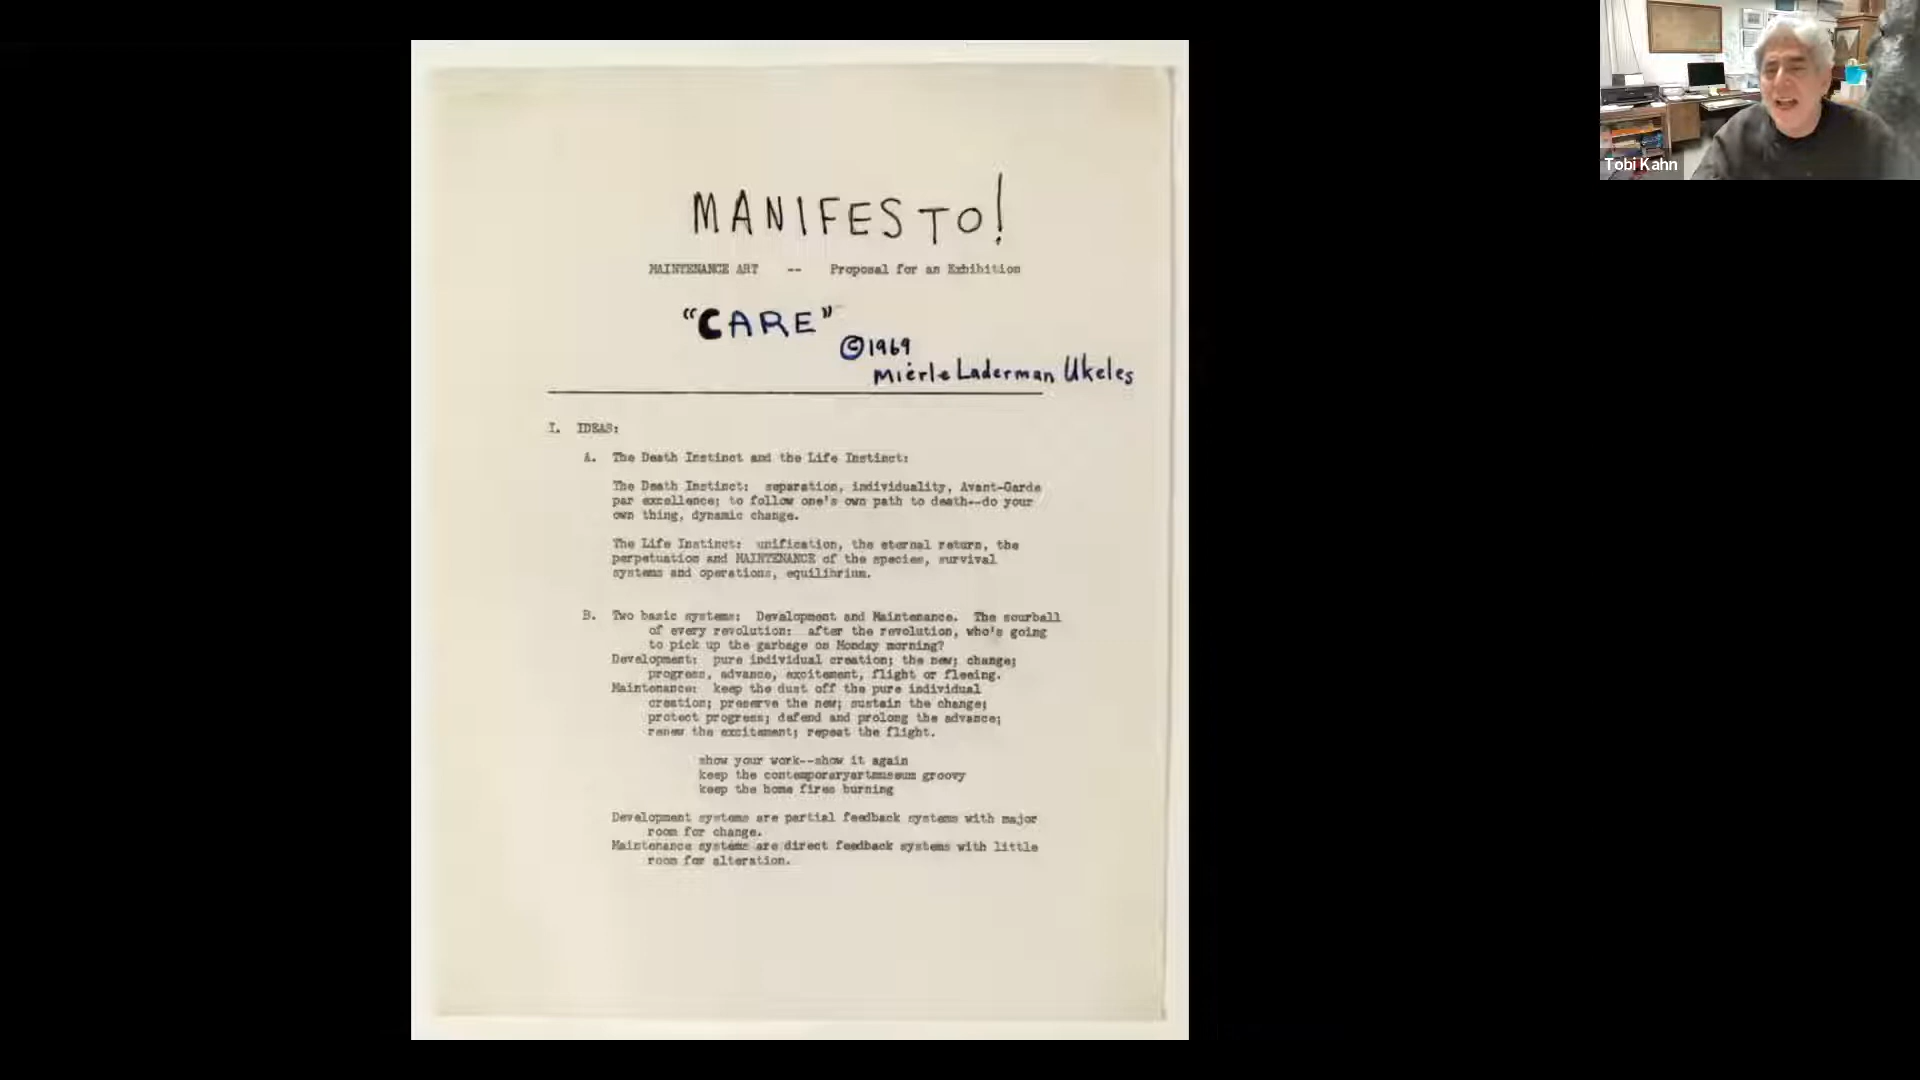 MANIFESTO!
MAINTENANCE ART -- Proposal for an Exhibition
"CARE"
©1969
Mierle Laderman Ukeles
I. IDEAS:
A. The Death Instinct and the Life Instinct:
The Death Instinct: separation, individuality, Avant-Garde
par excellence; to follow one's own path to death--do your
own thing, dynamic change.
The Life Instinct: unification, the eternal return, the
perpetuation and MAINTENANCE of the species, survival
systems and operations, equilibrium.
B. Two basic systems: Development and Maintenance. The sourball
of every revolution: after the revolution, who's going
to pick up the garbage on Monday morning?
Development: pure individual creation; the new; change;
progress, advance, excitement, flight or fleeing.
Maintenance: keep the dust off the pure individual
creation; preserve the new; sustain the change;
protect progress; defend and prolong the advance;
renew the excitement; repeat the flight.
show your work--show it again
keep the contemporaryartmuseum groovy
keep the home fires burning
Development systems are partial feedback systems with major
room for change.
Maintenance systems are direct feedback systems with little
room for alteration.
Tobi Kahn